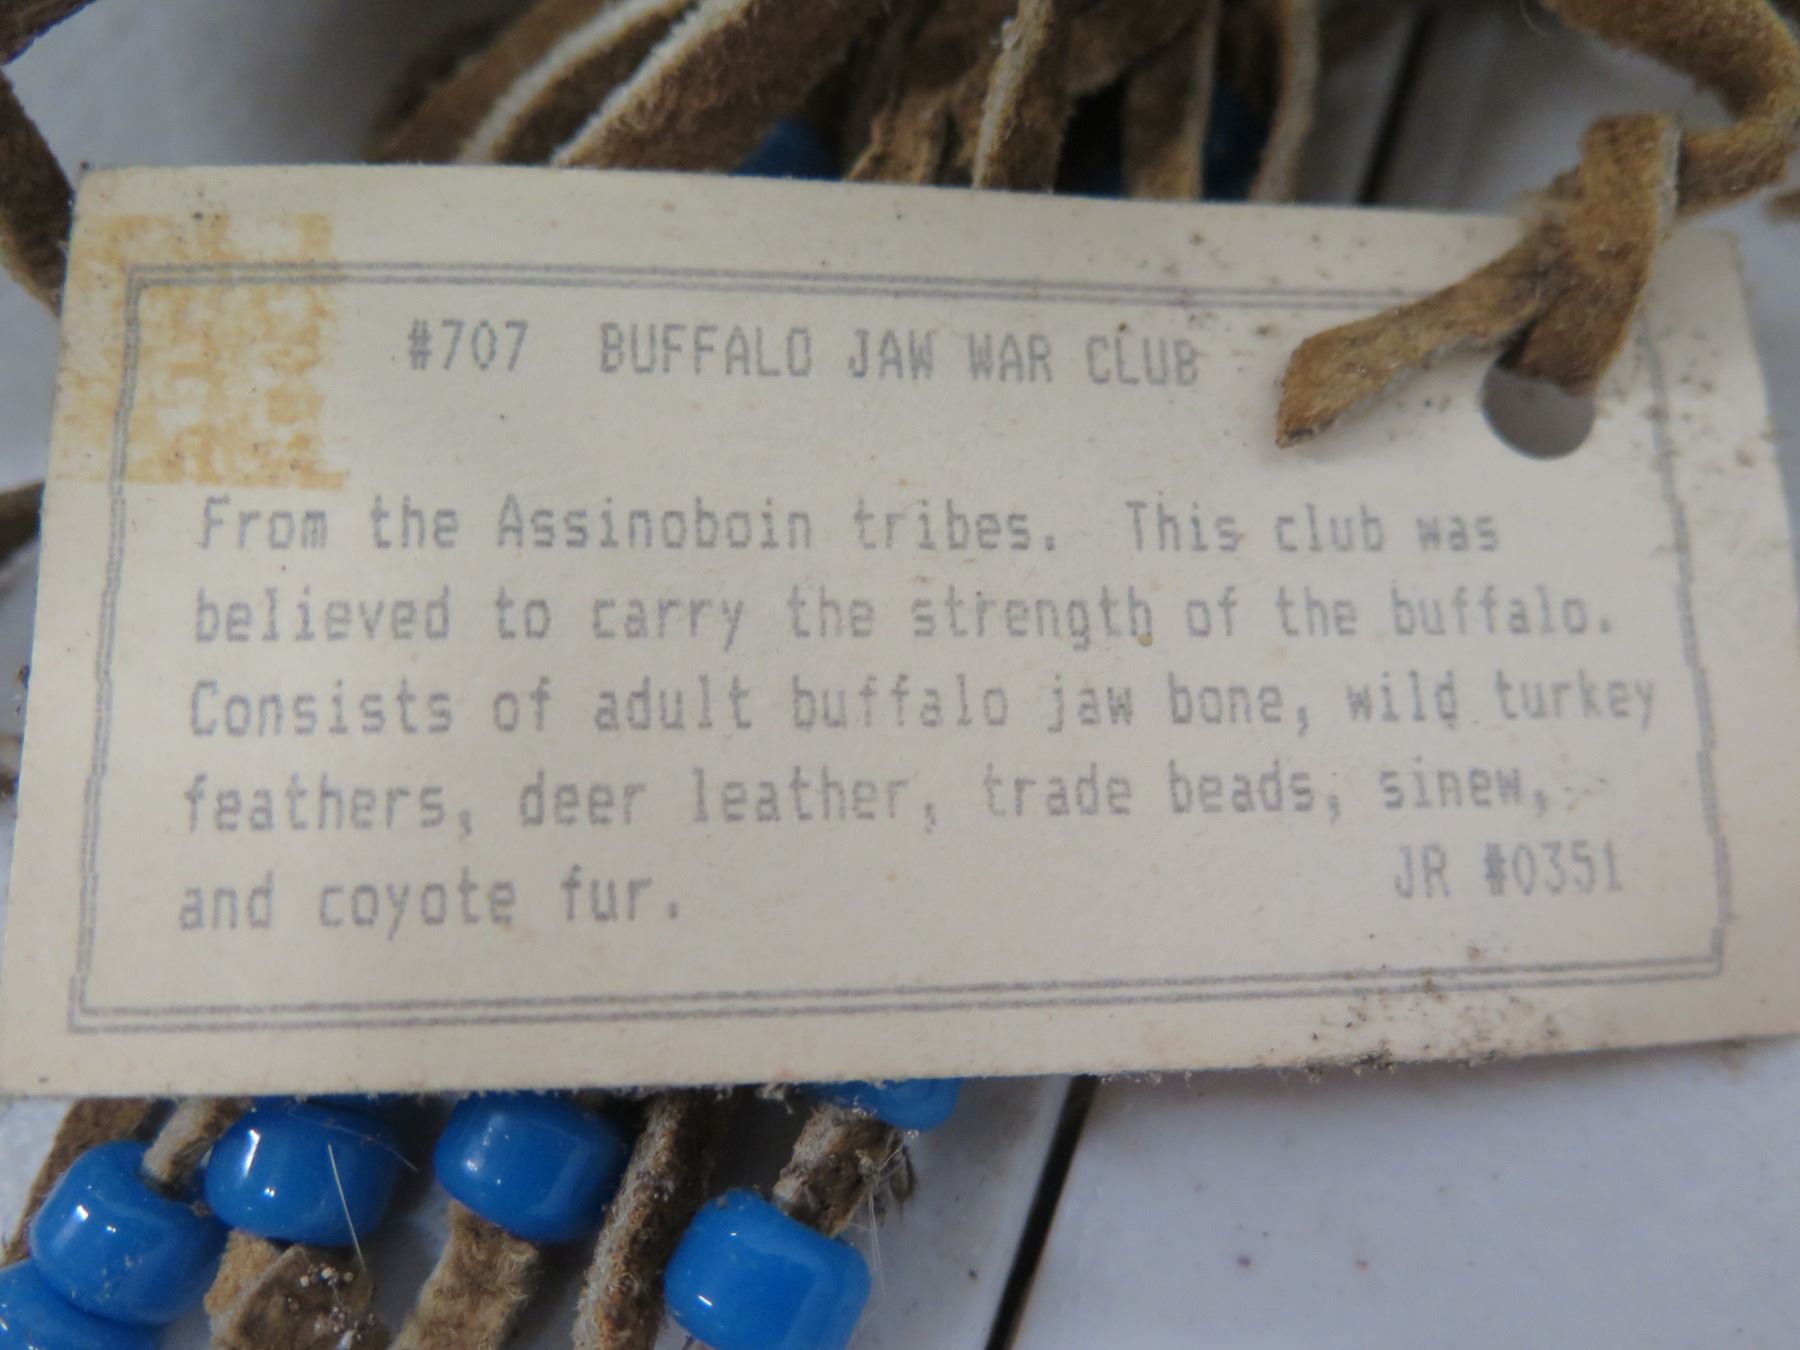 #707 BUFFALO JAW WAR CLUB
From the Assinoboin tribes. This club was
believed to carry the strength of the buffalo.
Consists of adult buffalo jaw bone, wild turkey
feathers, deer leather, trade beads, sinew,
and coyote fur.
JR #0351